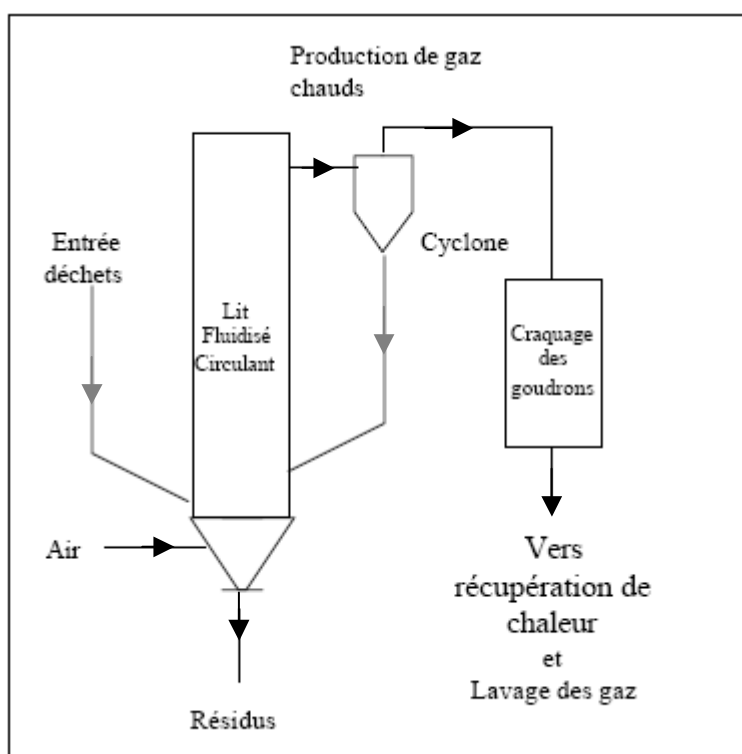 Production de gaz
chauds
Entrée
déchets
Cyclone
Lit
Fluidisé
Circulant
Craquage
des
goudrons
Air
Vers
récupération de
chaleur
et
Lavage des gaz
Résidus